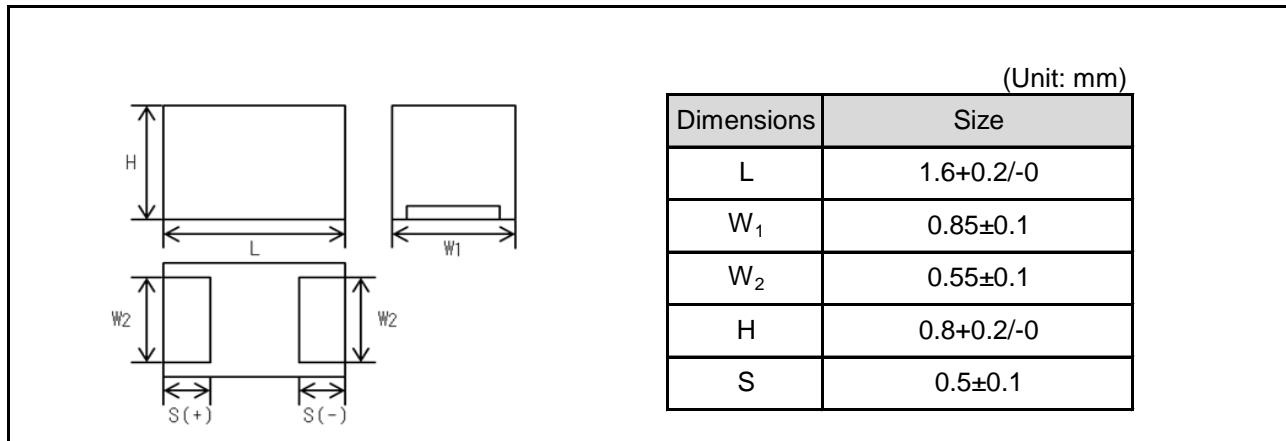 H
L
W1
W2
W2
S(+)
S(-)
(Unit: mm)
Dimensions Size
L 1.6+0.2/-0
W₁ 0.85±0.1
W₂ 0.55±0.1
H 0.8+0.2/-0
S 0.5±0.1